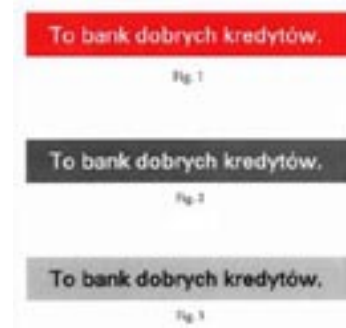 To bank dobrych kredytów.
Fig. 1
To bank dobrych kredytów.
Fig. 2
To bank dobrych kredytów.
Fig. 3